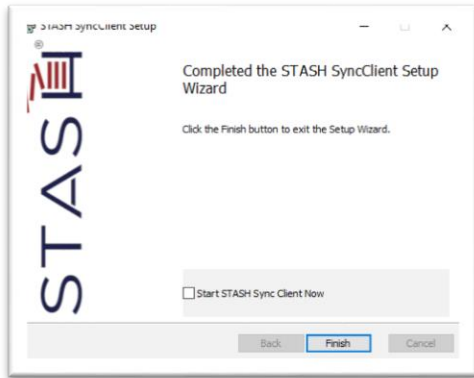 STASH SyncClient Setup
STASH
®
Completed the STASH SyncClient Setup
Wizard
Click the Finish button to exit the Setup Wizard.
Start STASH Sync Client Now
Back
Finish
Cancel